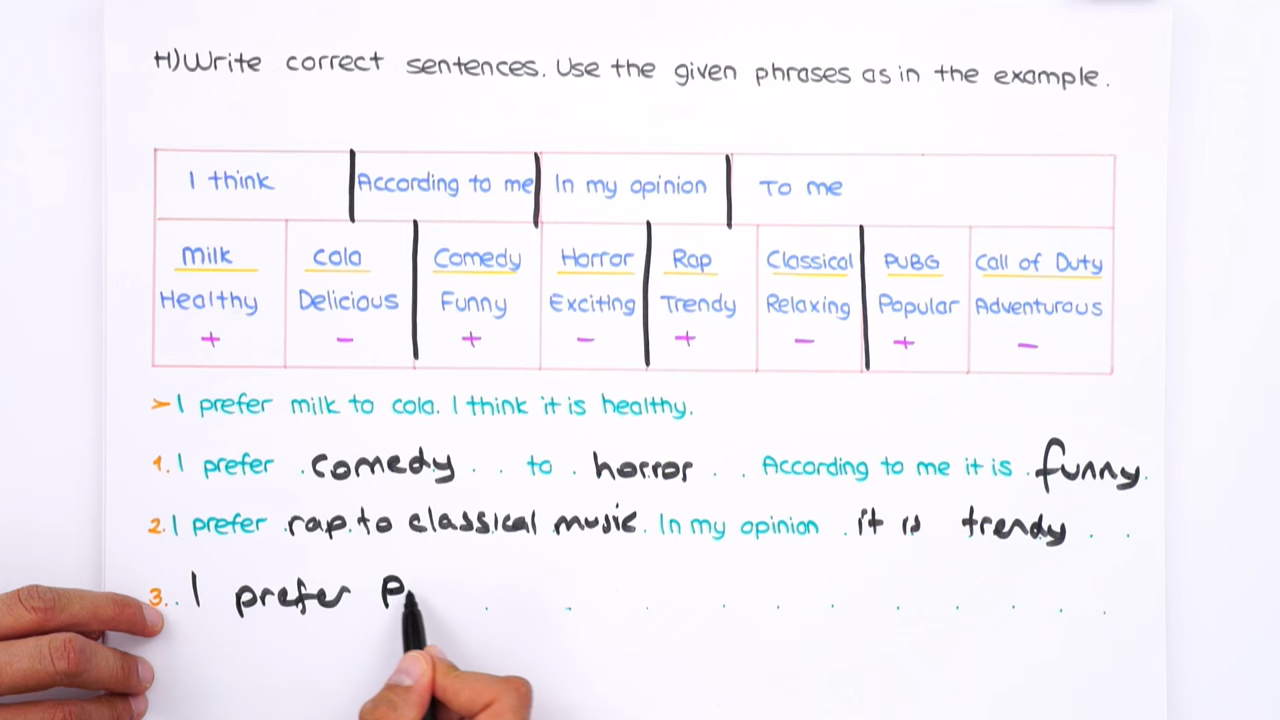 H) Write correct sentences. Use the given phrases as in the example.
I think According to me In my opinion To me
Milk Cola Comedy Horror Rap Classical PUBG Call of Duty
Healthy Delicious Funny Exciting Trendy Relaxing Popular Adventurous
+ - + - + - + -
➢ I prefer milk to cola. I think it is healthy.
1. I prefer .comedy. . to . horror . . According to me it is . funny.
2. I prefer .rap to classical music. In my opinion . it is trendy . .
3. . I prefer P . . . . . . . . . . .